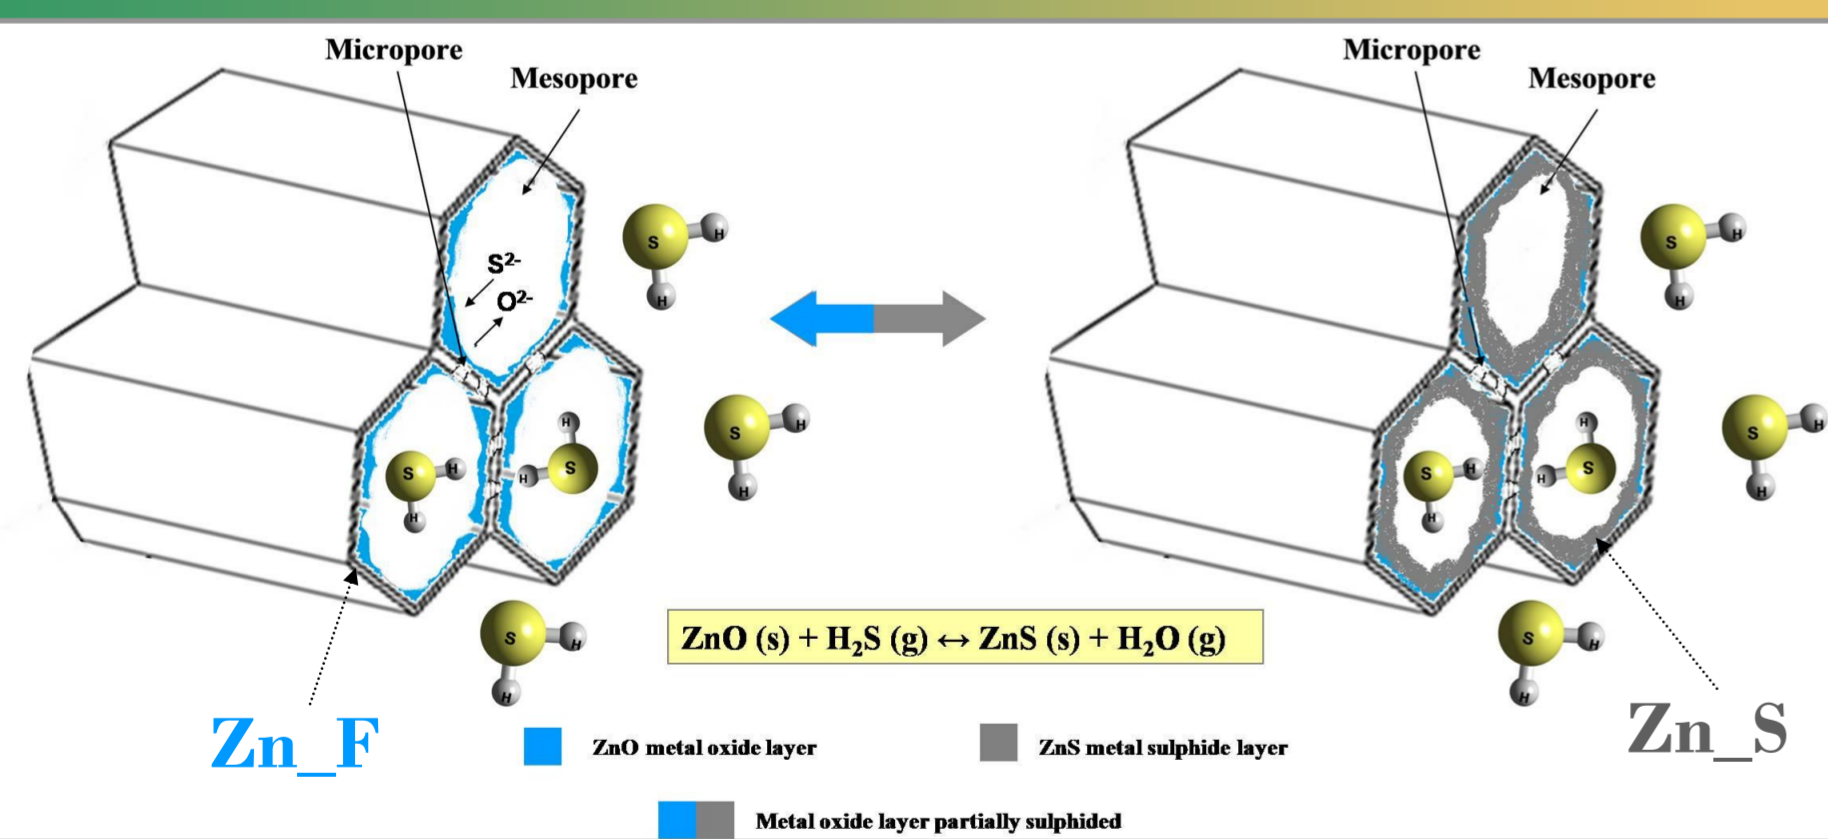 Micropore
Mesopore
Micropore
Mesopore
S²⁻
O²⁻
S H H
S H H
S H H
S H H
S H H
S H H
S H H
S H H
S H H
S H H
ZnO (s) + H₂S (g) ↔ ZnS (s) + H₂O (g)
Zn_F
Zn_S
ZnO metal oxide layer
ZnS metal sulphide layer
Metal oxide layer partially sulphided